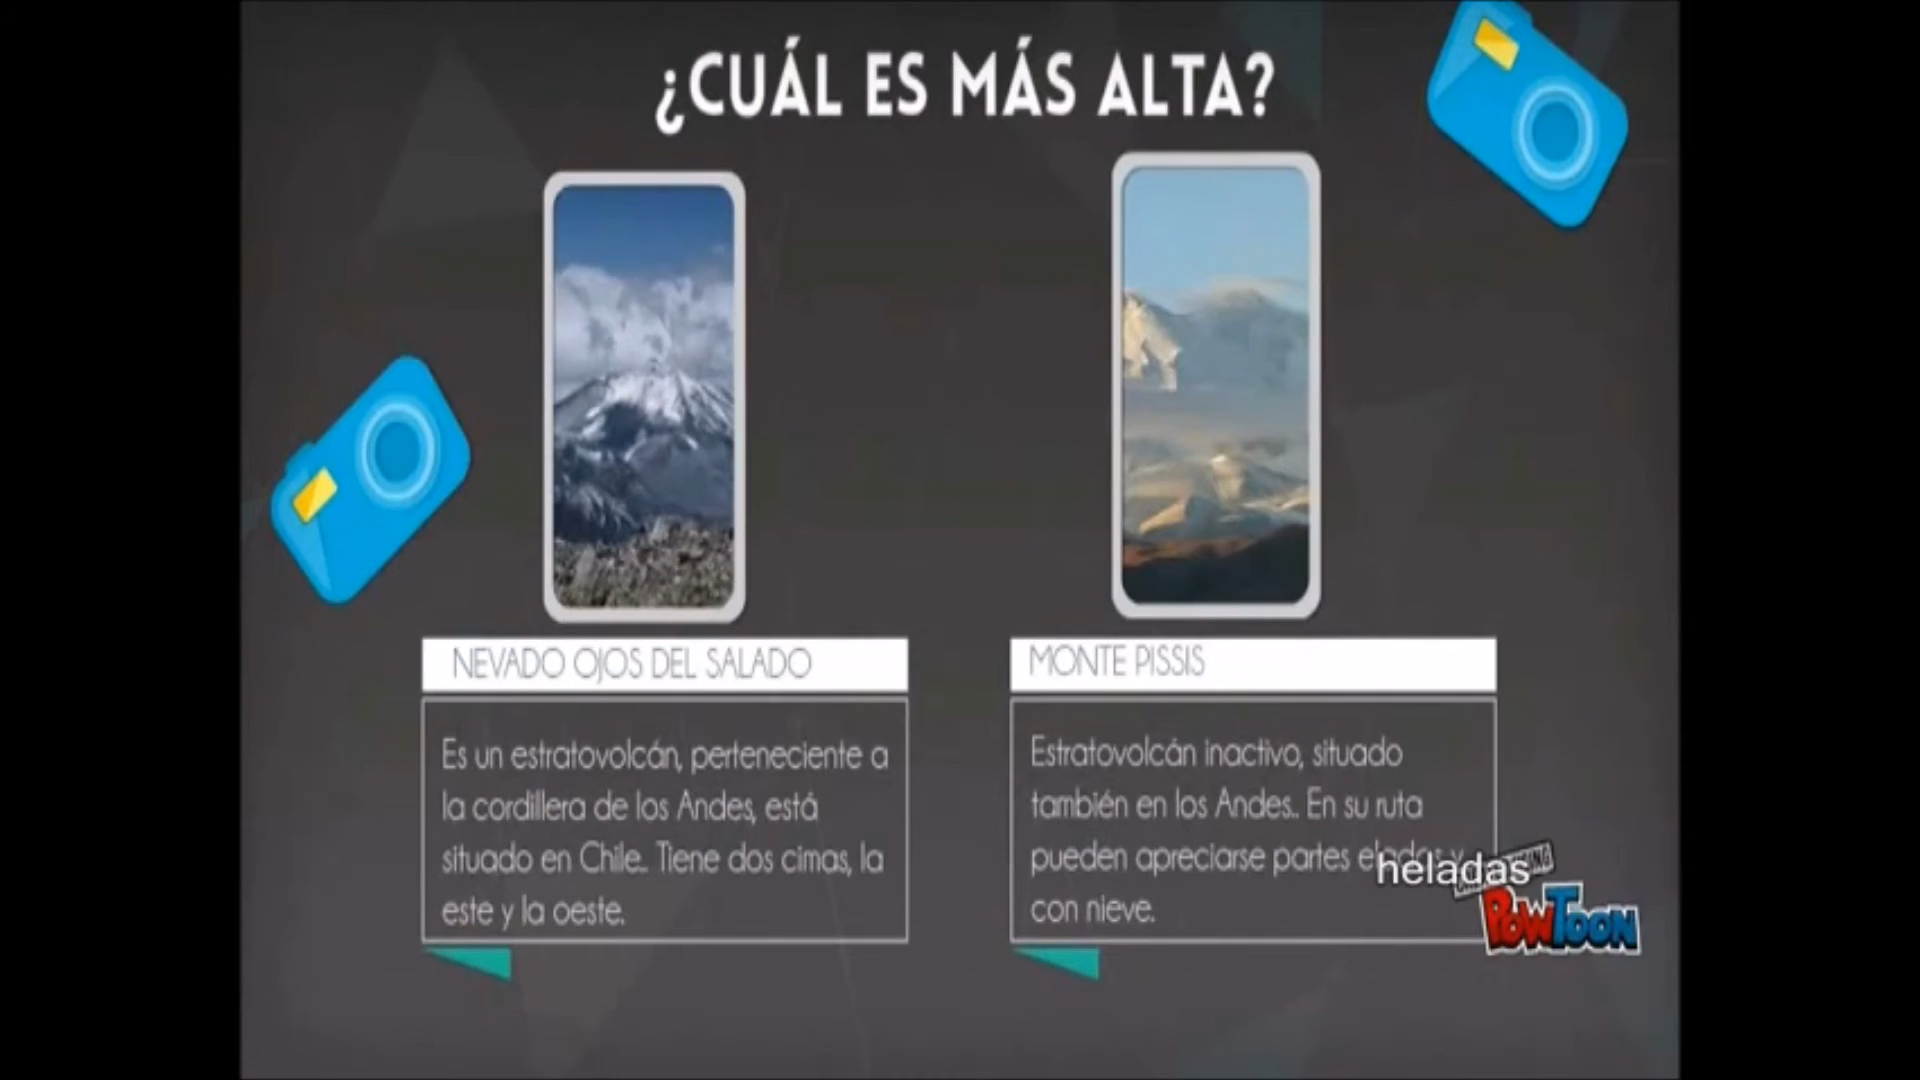 ¿CUÁL ES MÁS ALTA?
NEVADO OJOS DEL SALADO
Es un estratovolcán, perteneciente a
la cordillera de los Andes, está
situado en Chile.. Tiene dos cimas, la
este y la oeste.
MONTE PISSIS
Estratovolcán inactivo, situado
también en los Andes.. En su ruta
pueden apreciarse partes eladas y
con nieve.
heladas
POWTOON